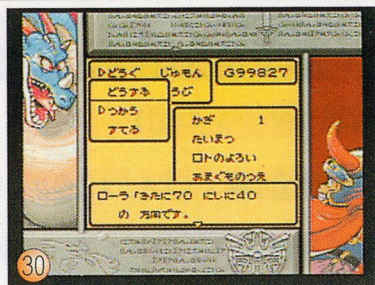 ▷どうぐ じゅもん
G99827
どうする
うび
▷つかう
すてる
かぎ 1
たいまつ
ロトのよろい
あまぐものつえ
ローラ「きたに70 にしに40
の 方向です。
30